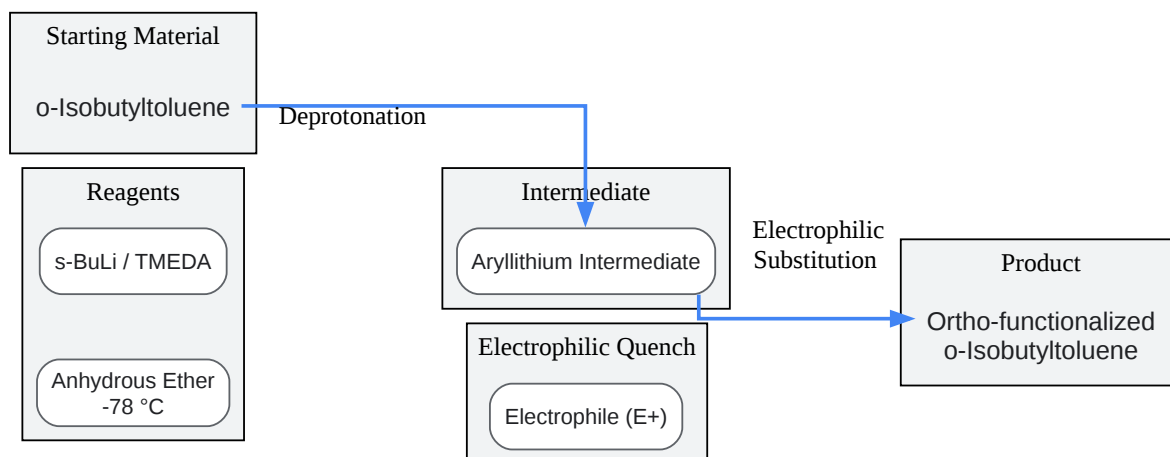 Starting Material
o-Isobutyltoluene
Deprotonation
Reagents
s-BuLi / TMEDA
Anhydrous Ether
-78 °C
Intermediate
Aryllithium Intermediate
Electrophilic Quench
Electrophile (E+)
Electrophilic
Substitution
Product
Ortho-functionalized
o-Isobutyltoluene